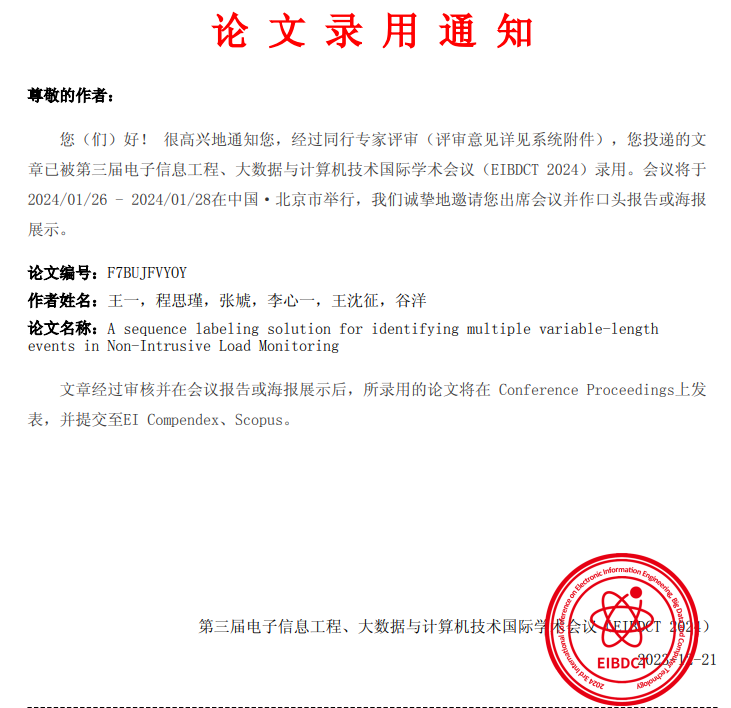 论文录用通知
尊敬的作者：
您（们）好！ 很高兴地通知您，经过同行专家评审（评审意见详见系统附件），您投递的文
章已被第三届电子信息工程、大数据与计算机技术国际学术会议（EIBDCT 2024）录用。会议将于
2024/01/26 - 2024/01/28在中国·北京市举行，我们诚挚地邀请您出席会议并作口头报告或海报
展示。
论文编号：F7BUJFVYOY
作者姓名：王一，程思瑾，张虓，李心一，王沈征，谷洋
论文名称：A sequence labeling solution for identifying multiple variable-length
events in Non-Intrusive Load Monitoring
文章经过审核并在会议报告或海报展示后，所录用的论文将在 Conference Proceedings上发
表，并提交至EI Compendex、Scopus。
第三届电子信息工程、大数据与计算机技术国际学术会议（EIBDCT 2024）
2023-12-21
2024 3rd International Conference on Electronic Information Engineering, Big Data and Computer Technology
EIBDCT